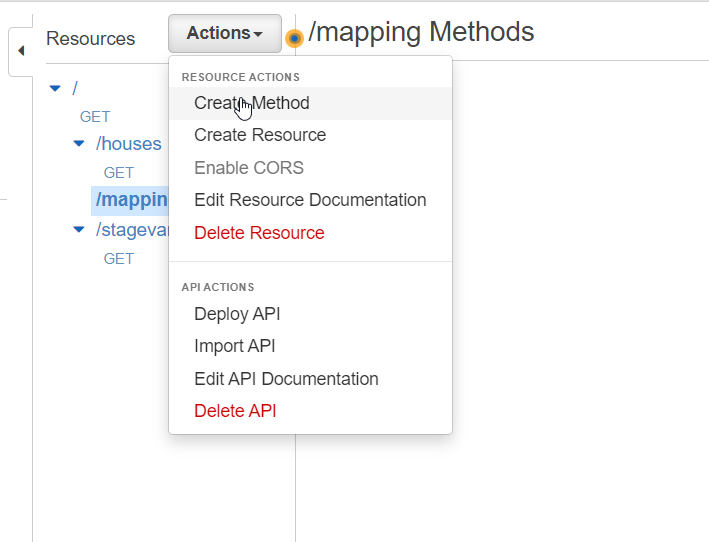 Resources
Actions
/mapping Methods
/
GET
/houses
GET
/mappin
/stageva
GET
RESOURCE ACTIONS
Create Method
Create Resource
Enable CORS
Edit Resource Documentation
Delete Resource
API ACTIONS
Deploy API
Import API
Edit API Documentation
Delete API